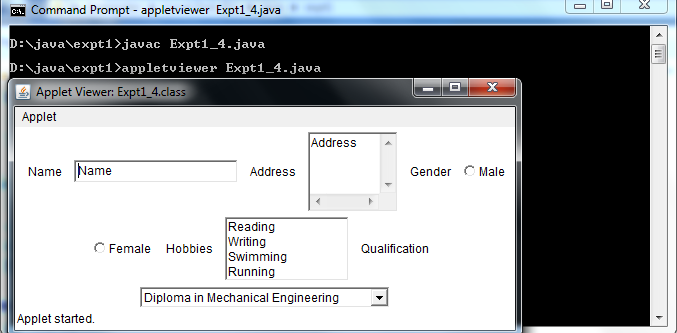 Command Prompt - appletviewer Expt1_4.java
D:\java\expt1>javac Expt1_4.java
D:\java\expt1>appletviewer Expt1_4.java
Applet Viewer: Expt1_4.class
Applet
Name Name Address Address Gender Male
Female Hobbies Reading Qualification
Writing
Swimming
Running
Diploma in Mechanical Engineering
Applet started.